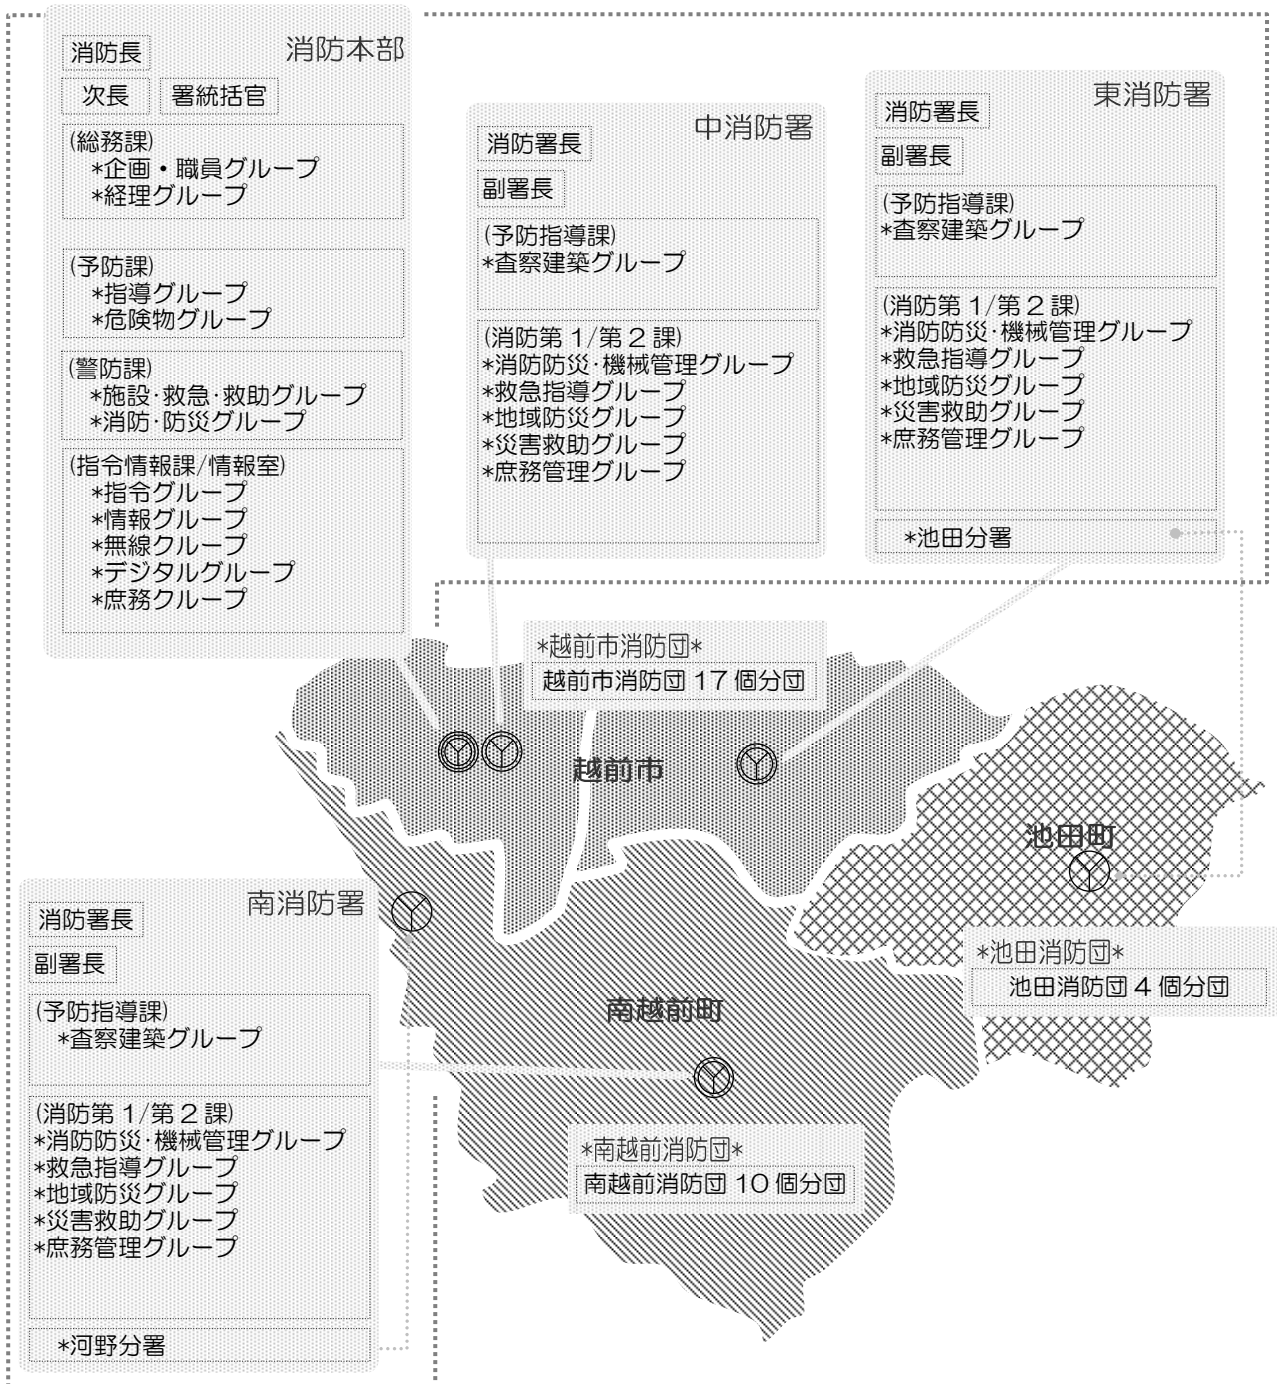 消防本部
消防長
次長
署統括官
(総務課)
*企画・職員グループ
*経理グループ
(予防課)
*指導グループ
*危険物グループ
(警防課)
*施設･救急･救助グループ
*消防･防災グループ
(指令情報課/情報室)
*指令グループ
*情報グループ
*無線クループ
*デジタルグループ
*庶務クループ
中消防署
消防署長
副署長
(予防指導課)
*査察建築グループ
(消防第 1/第 2 課)
*消防防災･機械管理グループ
*救急指導グループ
*地域防災グループ
*災害救助グループ
*庶務管理グループ
東消防署
消防署長
副署長
(予防指導課)
*査察建築グループ
(消防第 1/第 2 課)
*消防防災･機械管理グループ
*救急指導グループ
*地域防災グループ
*災害救助グループ
*庶務管理グループ
*池田分署
*越前市消防団*
越前市消防団 17 個分団
越前市
池田町
南消防署
消防署長
副署長
(予防指導課)
*査察建築グループ
(消防第 1/第 2 課)
*消防防災･機械管理グループ
*救急指導グループ
*地域防災グループ
*災害救助グループ
*庶務管理グループ
*河野分署
*池田消防団*
池田消防団 4 個分団
南越前町
*南越前消防団*
南越前消防団 10 個分団